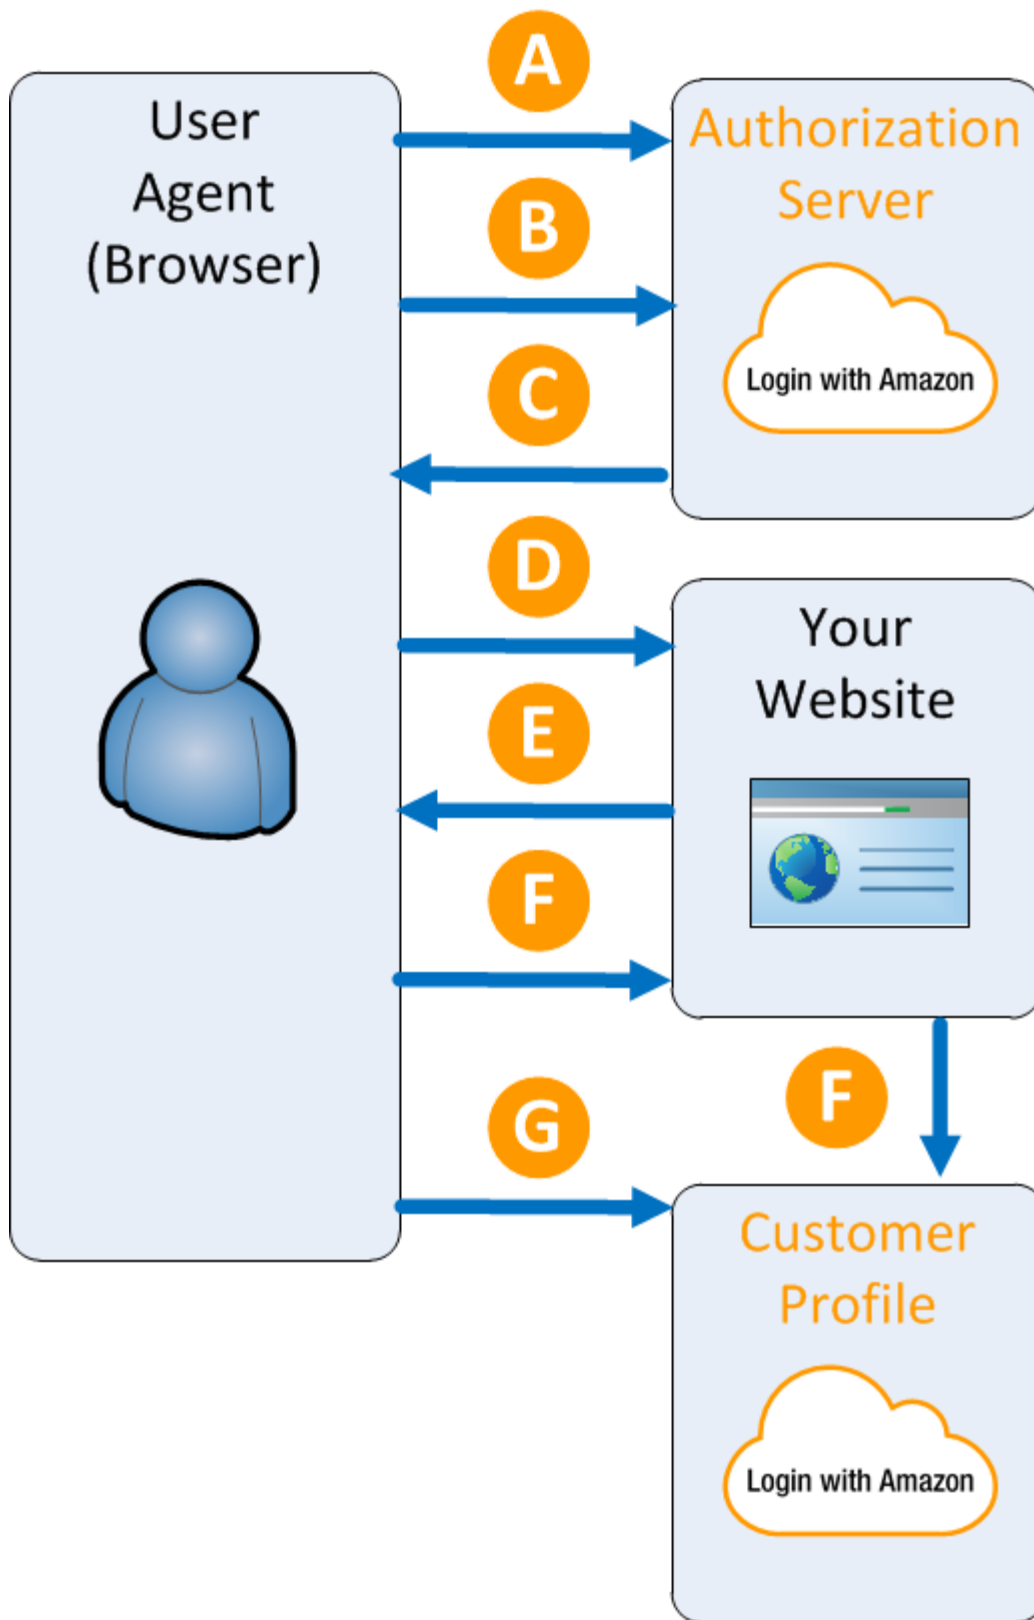 A
User
Agent
(Browser)
Authorization
Server
B
Login with Amazon
C
D
Your
Website
E
F
F
G
Customer
Profile
Login with Amazon